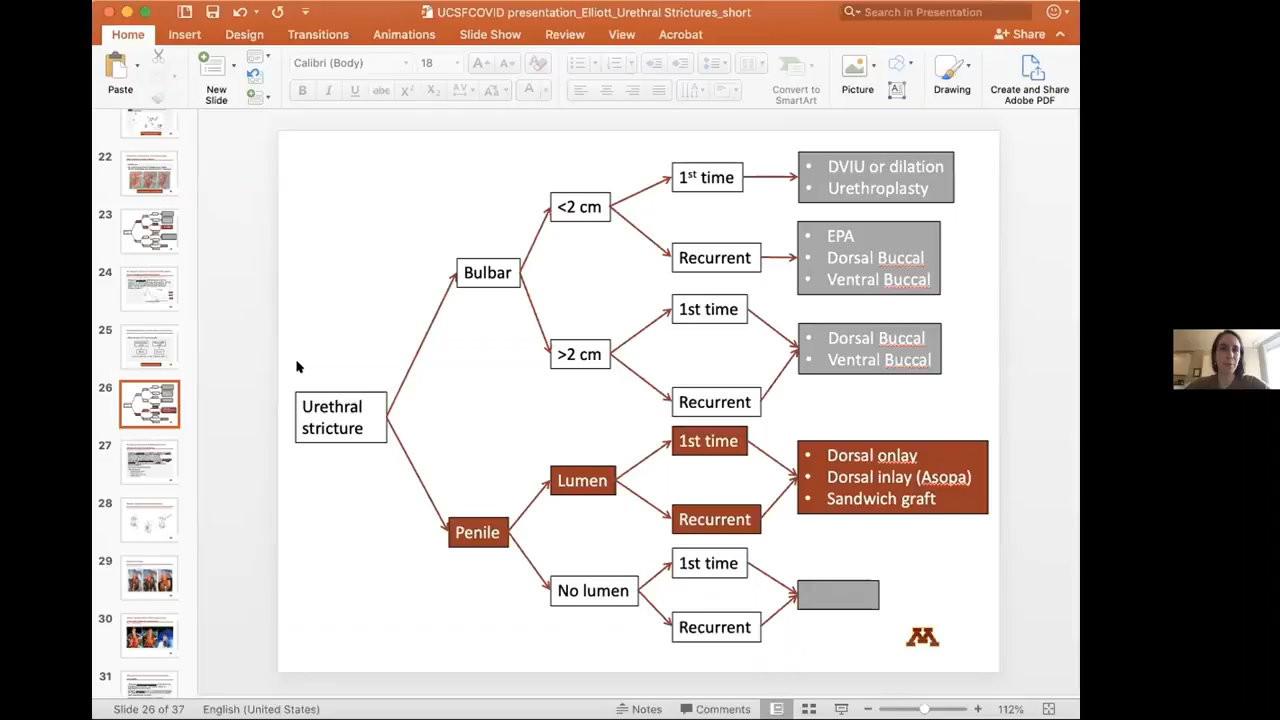 UCSFCOVID presentation_Elliott_Urethral Strictures_short
Search in Presentation
Home Insert Design Transitions Animations Slide Show Review View Acrobat
Share
Paste
New Slide
Calibri (Body) 18
Convert to SmartArt
Picture
Drawing
Create and Share Adobe PDF
22
23
24
25
26
27
28
29
30
31
Urethral
stricture
Bulbar
<2 cm
1st time
• DVIU or dilation
• Urethroplasty
Recurrent
• EPA
• Dorsal Buccal
• Ventral Buccal
>2 cm
1st time
Recurrent
• Dorsal Buccal
• Ventral Buccal
Penile
Lumen
1st time
Recurrent
• Dorsal onlay
• Dorsal inlay (Asopa)
• Sandwich graft
No lumen
1st time
Recurrent
M
Slide 26 of 37 English (United States) Notes Comments 112%